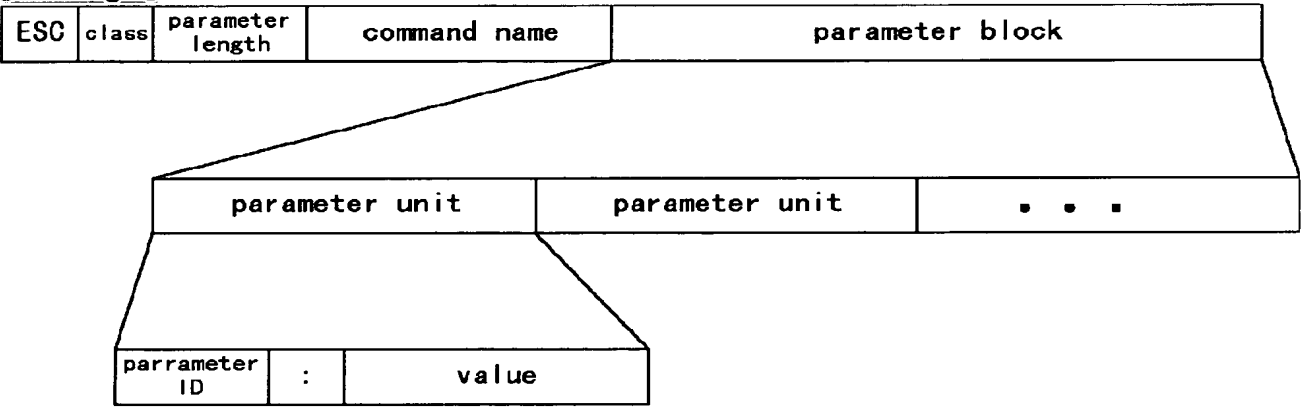 ESC class parameter length command name parameter block
parameter unit parameter unit • • •
parrameter ID : value